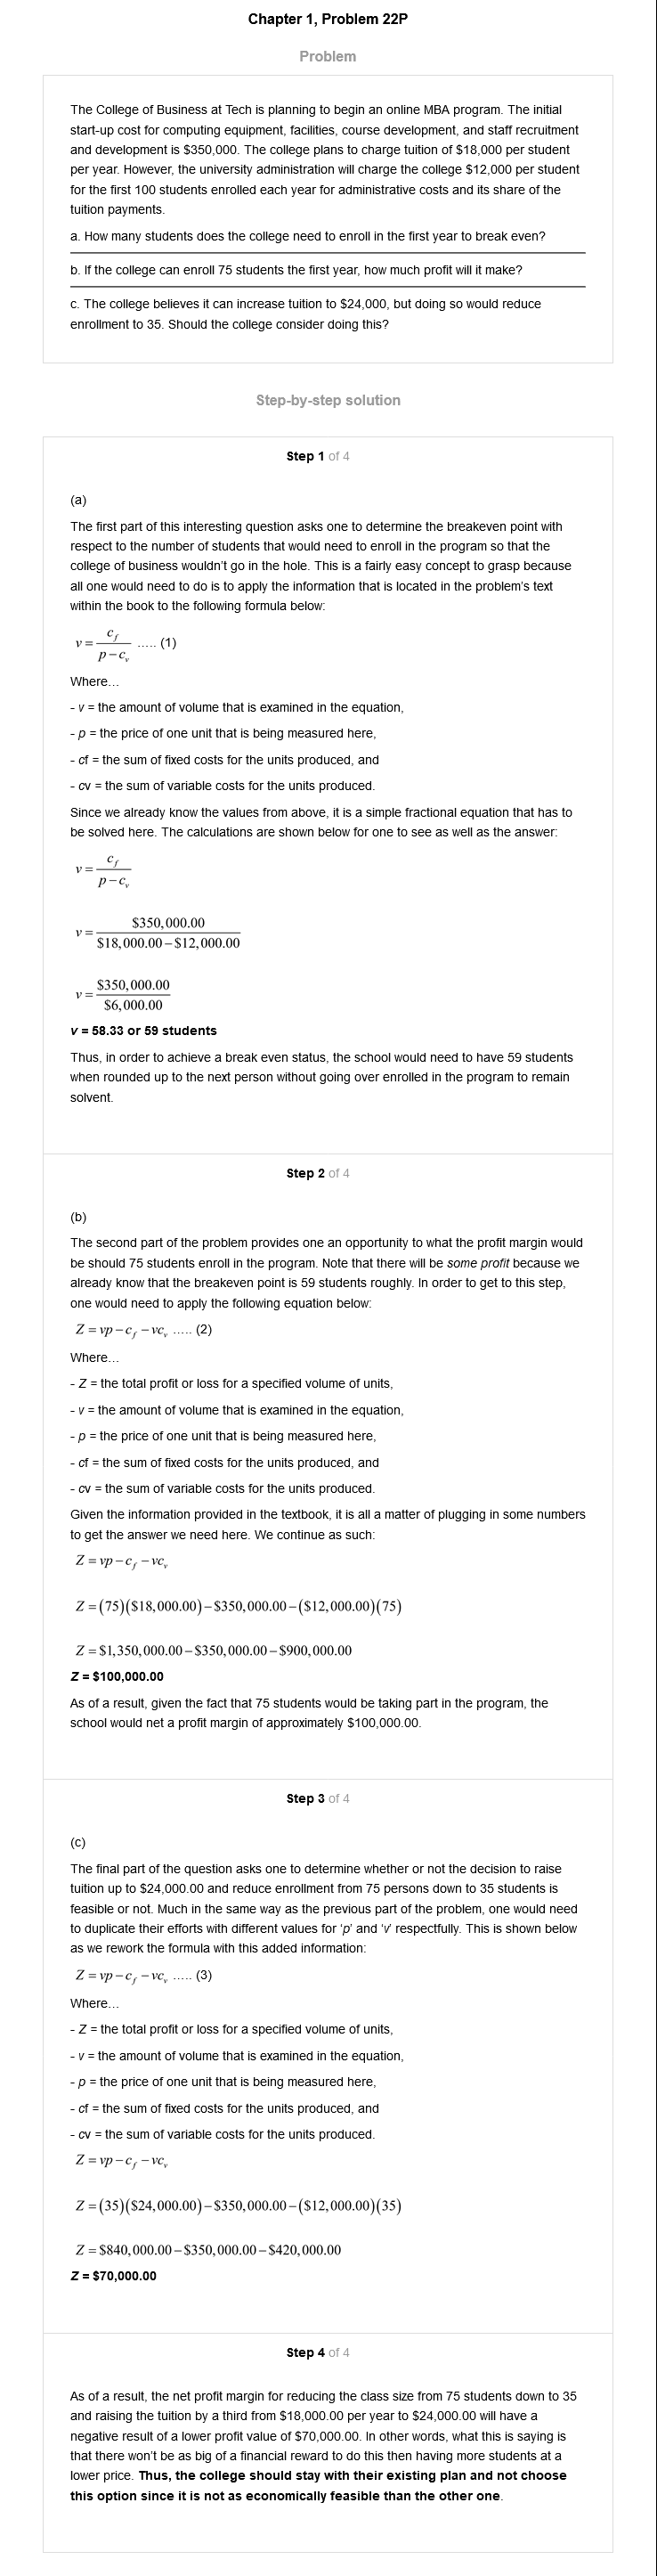 Chapter 1, Problem 22P
Problem
The College of Business at Tech is planning to begin an online MBA program. The initial
start-up cost for computing equipment, facilities, course development, and staff recruitment
and development is $350,000. The college plans to charge tuition of $18,000 per student
per year. However, the university administration will charge the college $12,000 per student
for the first 100 students enrolled each year for administrative costs and its share of the
tuition payments.
a. How many students does the college need to enroll in the first year to break even?
b. If the college can enroll 75 students the first year, how much profit will it make?
c. The college believes it can increase tuition to $24,000, but doing so would reduce
enrollment to 35. Should the college consider doing this?
Step-by-step solution
Step 1 of 4
(a)
The first part of this interesting question asks one to determine the breakeven point with
respect to the number of students that would need to enroll in the program so that the
college of business wouldn't go in the hole. This is a fairly easy concept to grasp because
all one would need to do is to apply the information that is located in the problem's text
within the book to the following formula below:
v = c_f / (p − c_v) ..... (1)
Where…
- v = the amount of volume that is examined in the equation,
- p = the price of one unit that is being measured here,
- cf = the sum of fixed costs for the units produced, and
- cv = the sum of variable costs for the units produced.
Since we already know the values from above, it is a simple fractional equation that has to
be solved here. The calculations are shown below for one to see as well as the answer:
v = c_f / (p − c_v)
v = $350,000.00 / ($18,000.00 − $12,000.00)
v = $350,000.00 / $6,000.00
v = 58.33 or 59 students
Thus, in order to achieve a break even status, the school would need to have 59 students
when rounded up to the next person without going over enrolled in the program to remain
solvent.
Step 2 of 4
(b)
The second part of the problem provides one an opportunity to what the profit margin would
be should 75 students enroll in the program. Note that there will be some profit because we
already know that the breakeven point is 59 students roughly. In order to get to this step,
one would need to apply the following equation below:
Z = vp − c_f − vc_v ..... (2)
Where…
- Z = the total profit or loss for a specified volume of units,
- v = the amount of volume that is examined in the equation,
- p = the price of one unit that is being measured here,
- cf = the sum of fixed costs for the units produced, and
- cv = the sum of variable costs for the units produced.
Given the information provided in the textbook, it is all a matter of plugging in some numbers
to get the answer we need here. We continue as such:
Z = vp − c_f − vc_v
Z = (75)($18,000.00) − $350,000.00 − ($12,000.00)(75)
Z = $1,350,000.00 − $350,000.00 − $900,000.00
Z = $100,000.00
As of a result, given the fact that 75 students would be taking part in the program, the
school would net a profit margin of approximately $100,000.00.
Step 3 of 4
(c)
The final part of the question asks one to determine whether or not the decision to raise
tuition up to $24,000.00 and reduce enrollment from 75 persons down to 35 students is
feasible or not. Much in the same way as the previous part of the problem, one would need
to duplicate their efforts with different values for 'p' and 'v' respectfully. This is shown below
as we rework the formula with this added information:
Z = vp − c_f − vc_v ..... (3)
Where…
- Z = the total profit or loss for a specified volume of units,
- v = the amount of volume that is examined in the equation,
- p = the price of one unit that is being measured here,
- cf = the sum of fixed costs for the units produced, and
- cv = the sum of variable costs for the units produced.
Z = vp − c_f − vc_v
Z = (35)($24,000.00) − $350,000.00 − ($12,000.00)(35)
Z = $840,000.00 − $350,000.00 − $420,000.00
Z = $70,000.00
Step 4 of 4
As of a result, the net profit margin for reducing the class size from 75 students down to 35
and raising the tuition by a third from $18,000.00 per year to $24,000.00 will have a
negative result of a lower profit value of $70,000.00. In other words, what this is saying is
that there won't be as big of a financial reward to do this then having more students at a
lower price. Thus, the college should stay with their existing plan and not choose
this option since it is not as economically feasible than the other one.